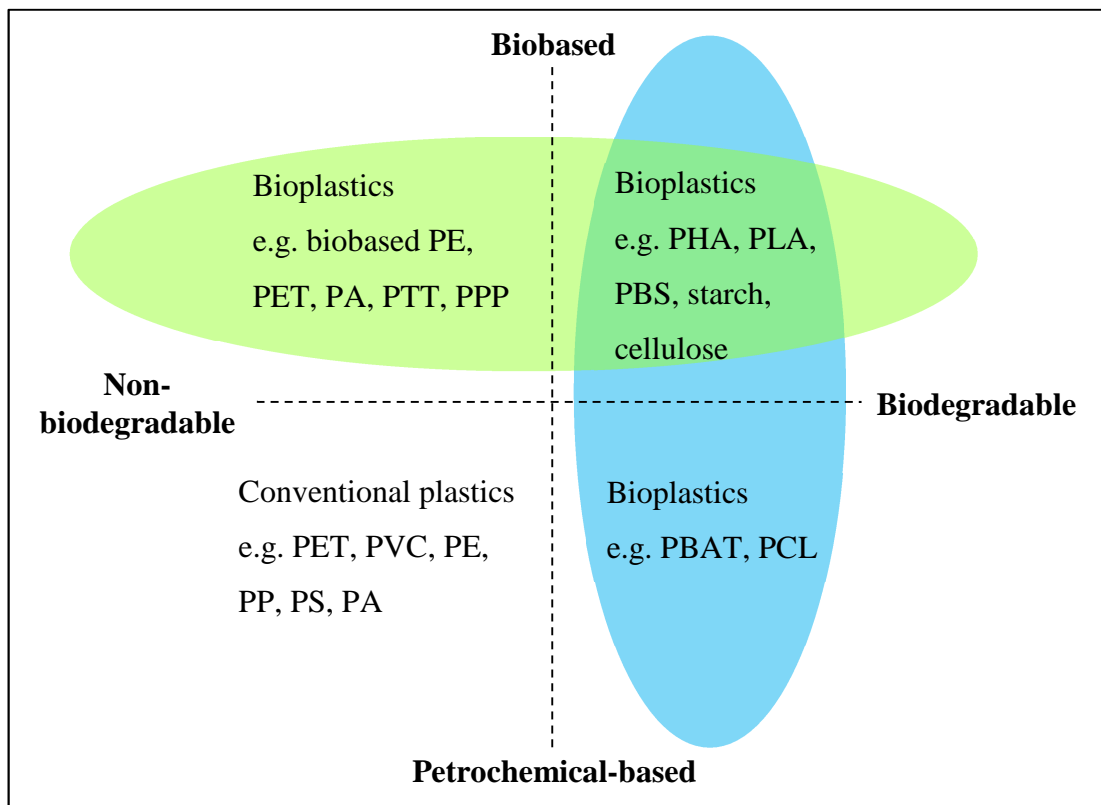 Biobased
Bioplastics
e.g. biobased PE,
PET, PA, PTT, PPP
Bioplastics
e.g. PHA, PLA,
PBS, starch,
cellulose
Non-
biodegradable
Biodegradable
Conventional plastics
e.g. PET, PVC, PE,
PP, PS, PA
Bioplastics
e.g. PBAT, PCL
Petrochemical-based